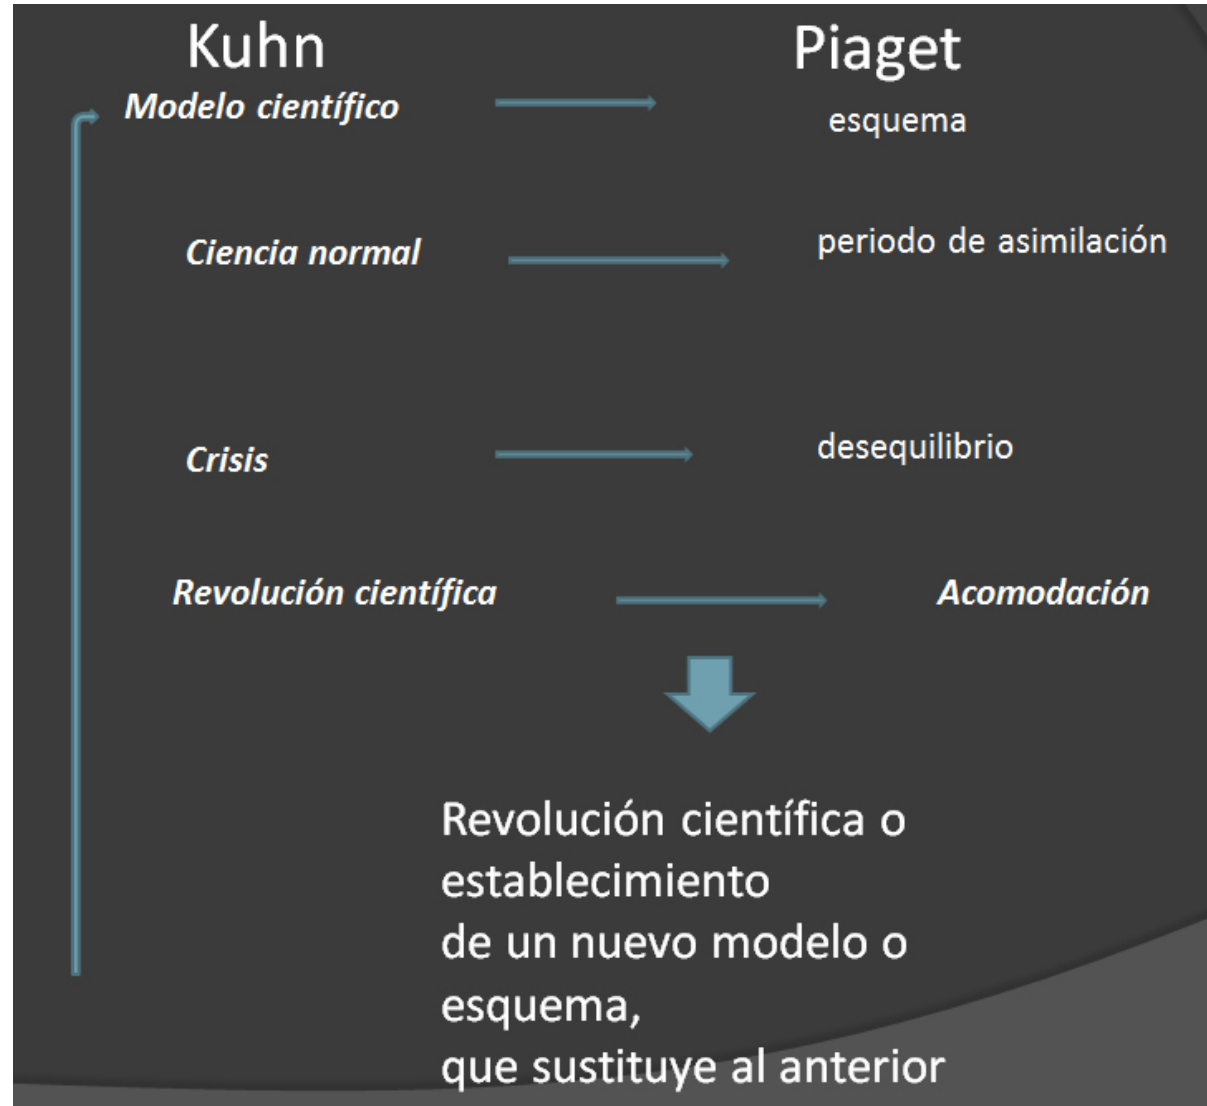 Kuhn
Piaget
Modelo científico
esquema
Ciencia normal
periodo de asimilación
Crisis
desequilibrio
Revolución científica
Acomodación
Revolución científica o
establecimiento
de un nuevo modelo o
esquema,
que sustituye al anterior